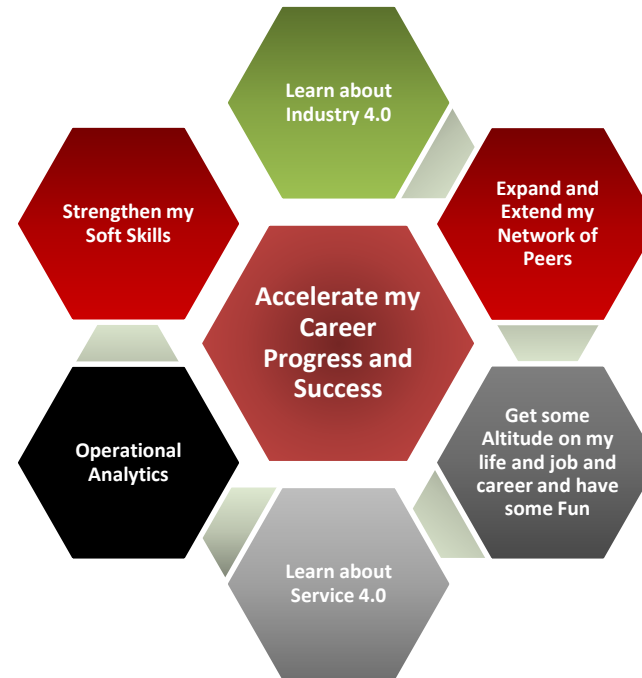 Learn about
Industry 4.0
Strengthen my
Soft Skills
Expand and
Extend my
Network of
Peers
Accelerate my
Career
Progress and
Success
Operational
Analytics
Get some
Altitude on my
life and job and
career and have
some Fun
Learn about
Service 4.0